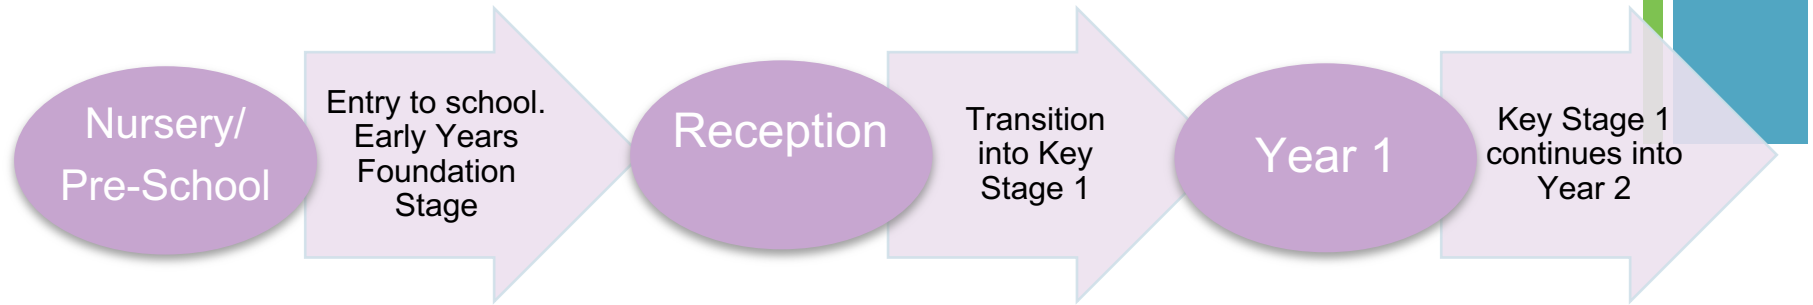 Nursery/
Pre-School
Entry to school.
Early Years
Foundation
Stage
Reception
Transition
into Key
Stage 1
Year 1
Key Stage 1
continues into
Year 2